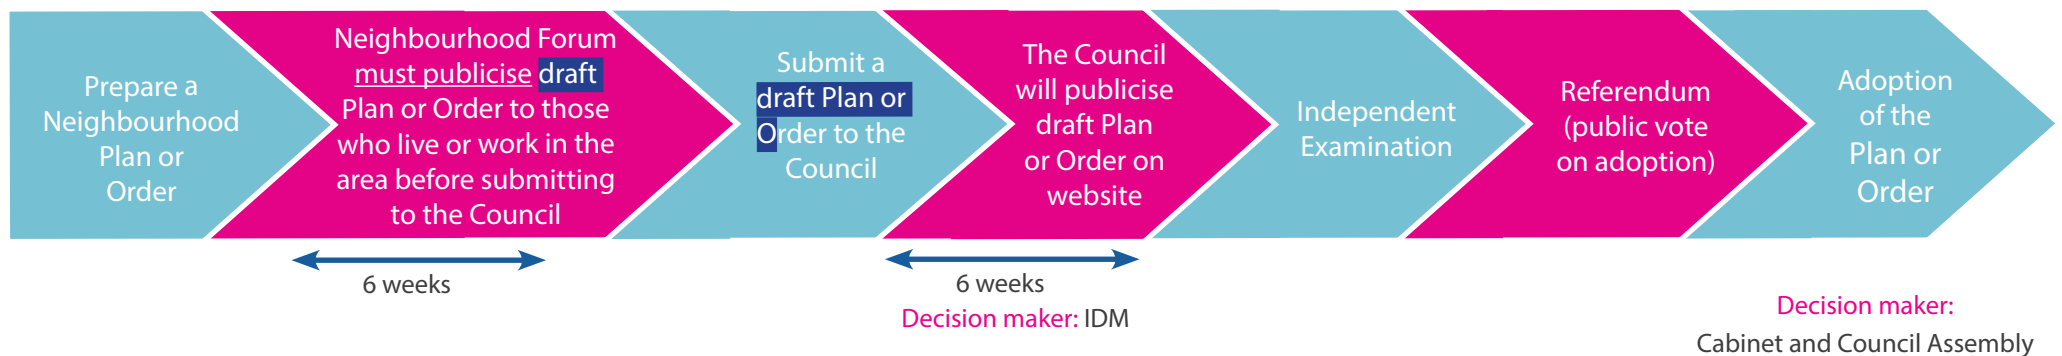 Prepare a
Neighbourhood
Plan or
Order
Neighbourhood Forum
must publicise draft
Plan or Order to those
who live or work in the
area before submitting
to the Council
Submit a
draft Plan or
Order to the
Council
The Council
will publicise
draft Plan
or Order on
website
Independent
Examination
Referendum
(public vote
on adoption)
Adoption
of the
Plan or
Order
6 weeks
6 weeks
Decision maker: IDM
Decision maker:
Cabinet and Council Assembly